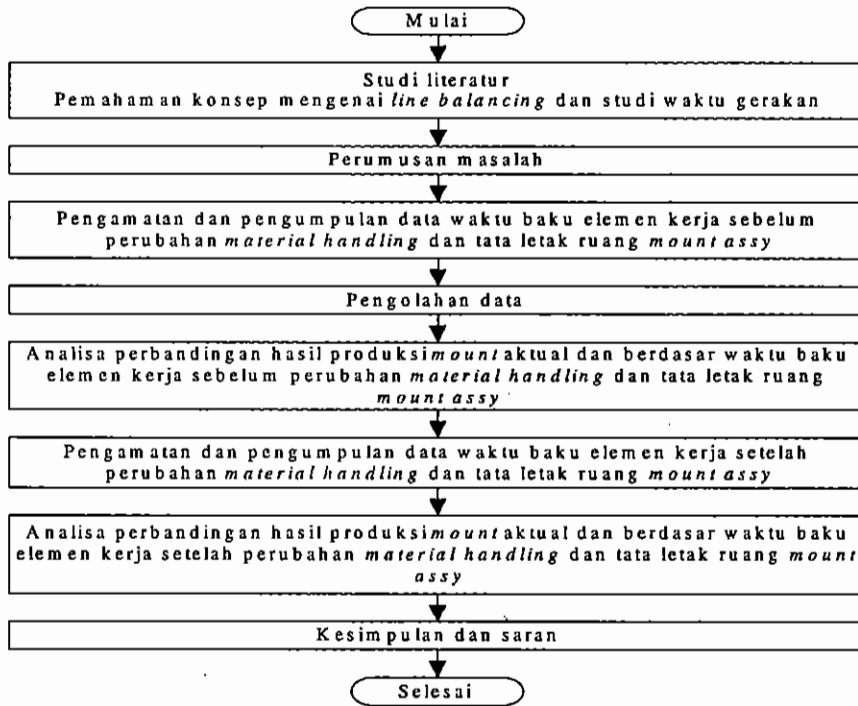 Mulai
Studi literatur
Pemahaman konsep mengenai line balancing dan studi waktu gerakan
Perumusan masalah
Pengamatan dan pengumpulan data waktu baku elemen kerja sebelum
perubahan material handling dan tata letak ruang mount assy
Pengolahan data
Analisa perbandingan hasil produksi mount aktual dan berdasar waktu baku
elemen kerja sebelum perubahan material handling dan tata letak ruang
mount assy
Pengamatan dan pengumpulan data waktu baku elemen kerja setelah
perubahan material handling dan tata letak ruang mount assy
Analisa perbandingan hasil produksi mount aktual dan berdasar waktu baku
elemen kerja setelah perubahan material handling dan tata letak ruang mount
assy
Kesimpulan dan saran
Selesai